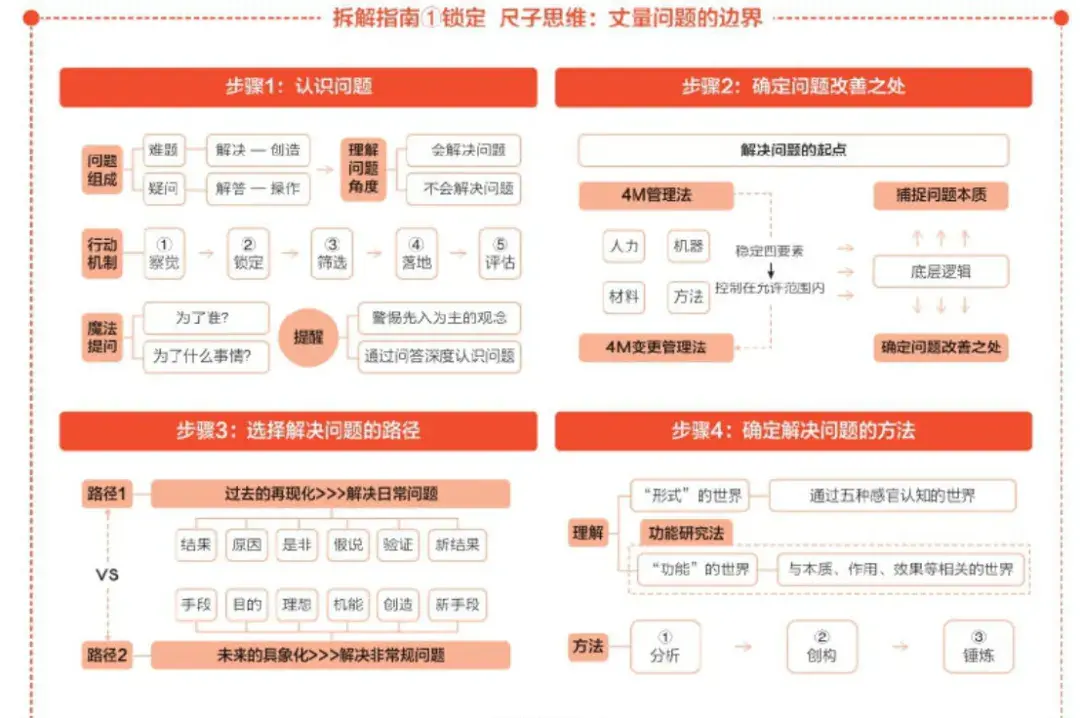 拆解指南①锁定 尺子思维：丈量问题的边界
步骤1：认识问题
问题
组成
难题
解决 — 创造
疑问
解答 — 操作
理解
问题
角度
会解决问题
不会解决问题
行动
机制
①
察觉
②
锁定
③
筛选
④
落地
⑤
评估
魔法
提问
为了谁？
为了什么事情？
提醒
警惕先入为主的观念
通过问答深度认识问题
步骤2：确定问题改善之处
解决问题的起点
4M管理法
人力
机器
材料
方法
4M变更管理法
稳定四要素
控制在允许范围内
捕捉问题本质
底层逻辑
确定问题改善之处
步骤3：选择解决问题的路径
路径1
过去的再现化>>>解决日常问题
结果
原因
是非
假说
验证
新结果
VS
手段
目的
理想
机能
创造
新手段
路径2
未来的具象化>>>解决非常规问题
步骤4：确定解决问题的方法
理解
“形式”的世界
通过五种感官认知的世界
功能研究法
“功能”的世界
与本质、作用、效果等相关的世界
方法
①
分析
②
创构
③
锤炼